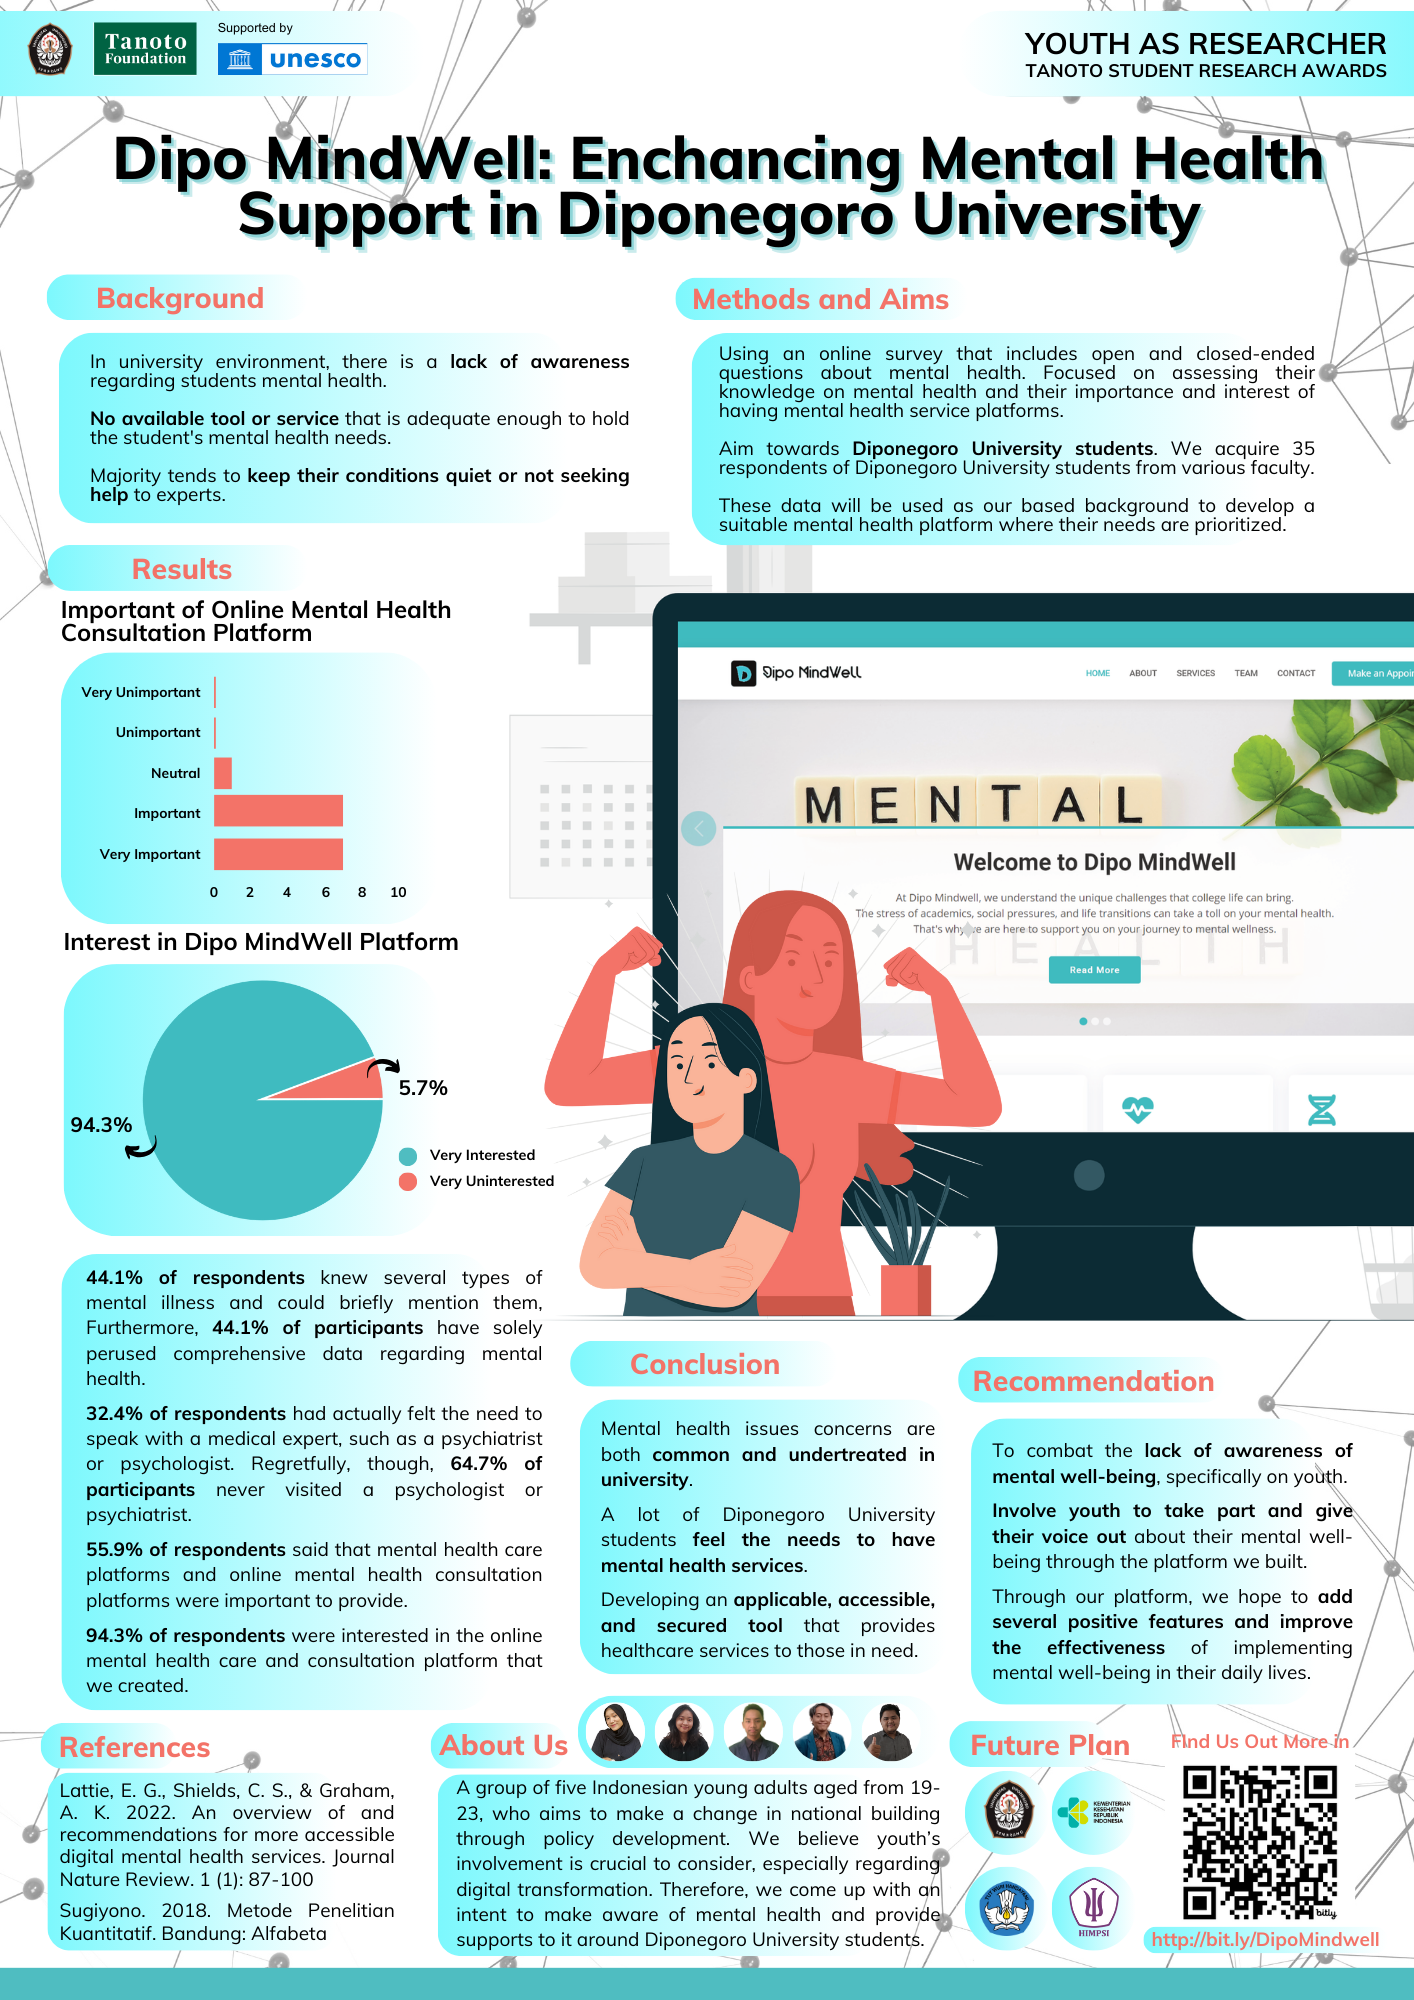 Tanoto
Foundation
Supported by
unesco
YOUTH AS RESEARCHER
TANOTO STUDENT RESEARCH AWARDS
Dipo MindWell: Enchancing Mental Health
Support in Diponegoro University
Background
In university environment, there is a lack of awareness
regarding students mental health.
No available tool or service that is adequate enough to hold
the student's mental health needs.
Majority tends to keep their conditions quiet or not seeking
help to experts.
Methods and Aims
Using an online survey that includes open and closed-ended
questions about mental health. Focused on assessing their
knowledge on mental health and their importance and interest of
having mental health service platforms.
Aim towards Diponegoro University students. We acquire 35
respondents of Diponegoro University students from various faculty.
These data will be used as our based background to develop a
suitable mental health platform where their needs are prioritized.
Results
Important of Online Mental Health
Consultation Platform
Very Unimportant
Unimportant
Neutral
Important
Very Important
0 2 4 6 8 10
Interest in Dipo MindWell Platform
5.7%
94.3%
Very Interested
Very Uninterested
Dipo MindWell
HOME ABOUT SERVICES TEAM CONTACT Make an Appoin
MENTAL
Welcome to Dipo MindWell
At Dipo Mindwell, we understand the unique challenges that college life can bring.
The stress of academics, social pressures, and life transitions can take a toll on your mental health.
That's why we are here to support you on your journey to mental wellness.
HEALTH
Read More
44.1% of respondents knew several types of
mental illness and could briefly mention them,
Furthermore, 44.1% of participants have solely
perused comprehensive data regarding mental
health.
32.4% of respondents had actually felt the need to
speak with a medical expert, such as a psychiatrist
or psychologist. Regretfully, though, 64.7% of
participants never visited a psychologist or
psychiatrist.
55.9% of respondents said that mental health care
platforms and online mental health consultation
platforms were important to provide.
94.3% of respondents were interested in the online
mental health care and consultation platform that
we created.
Conclusion
Mental health issues concerns are
both common and undertreated in
university.
A lot of Diponegoro University
students feel the needs to have
mental health services.
Developing an applicable, accessible,
and secured tool that provides
healthcare services to those in need.
Recommendation
To combat the lack of awareness of
mental well-being, specifically on youth.
Involve youth to take part and give
their voice out about their mental well-
being through the platform we built.
Through our platform, we hope to add
several positive features and improve
the effectiveness of implementing
mental well-being in their daily lives.
References
Lattie, E. G., Shields, C. S., & Graham,
A. K. 2022. An overview of and
recommendations for more accessible
digital mental health services. Journal
Nature Review. 1 (1): 87-100
Sugiyono. 2018. Metode Penelitian
Kuantitatif. Bandung: Alfabeta
About Us
A group of five Indonesian young adults aged from 19-
23, who aims to make a change in national building
through policy development. We believe youth's
involvement is crucial to consider, especially regarding
digital transformation. Therefore, we come up with an
intent to make aware of mental health and provide
supports to it around Diponegoro University students.
Future Plan
KEMENTERIAN
KESEHATAN
REPUBLIK
INDONESIA
HIMPSI
Find Us Out More in
bitly
http://bit.ly/DipoMindwell